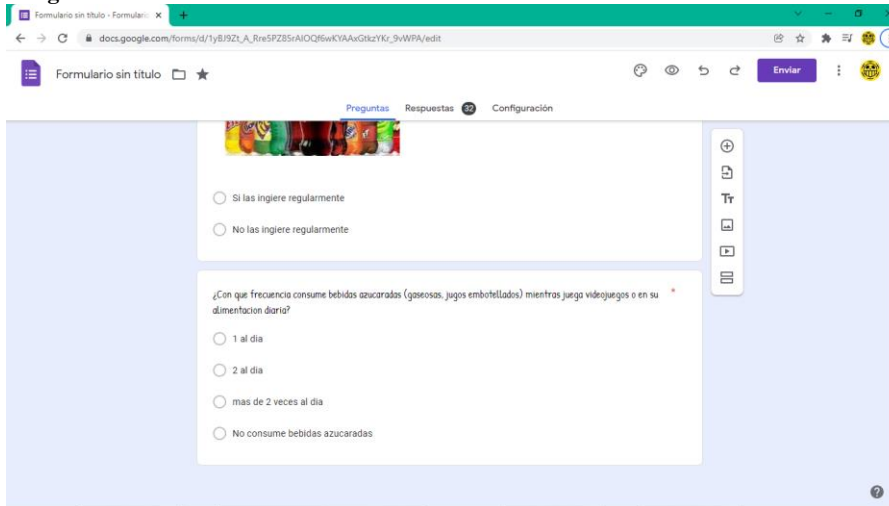 Formulario sin título - Formulario
docs.google.com/forms/d/1yBJ9Zt_A_Rre5PZ85rAIOQf6wKYAAxGtkzYKr_9vWPA/edit
Formulario sin título
Enviar
Preguntas Respuestas 32 Configuración
Si las ingiere regularmente
No las ingiere regularmente
Tт
¿Con que frecuencia consume bebidas azucaradas (gaseosas, jugos embotellados) mientras juega videojuegos o en su *
alimentacion diaria?
1 al dia
2 al dia
mas de 2 veces al dia
No consume bebidas azucaradas